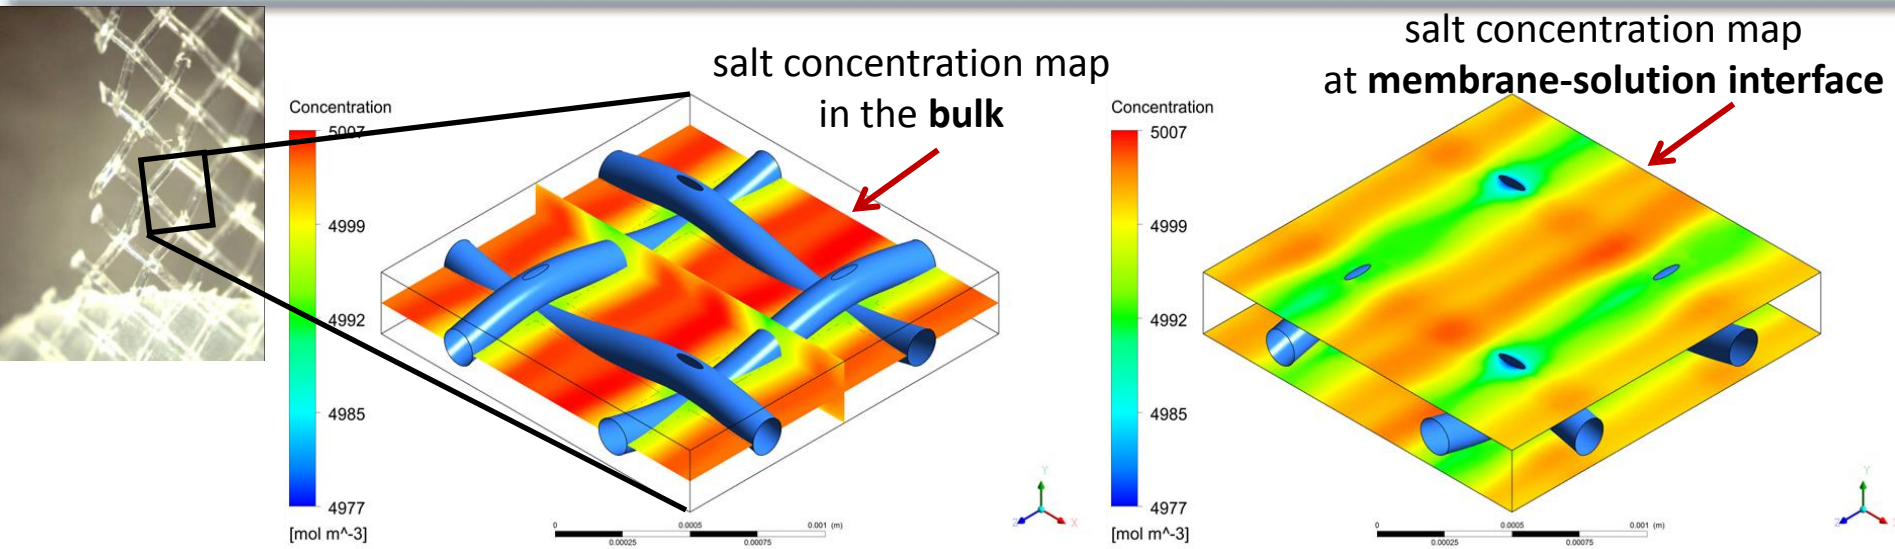 salt concentration map
in the bulk
salt concentration map
at membrane-solution interface
Concentration
5007
4999
4992
4985
4977
[mol m^-3]
0 0.0005 0.001 (m)
0.00025 0.00075
Y
Z X
Concentration
5007
4999
4992
4985
4977
[mol m^-3]
0 0.0005 0.001 (m)
0.00025 0.00075
Y
Z